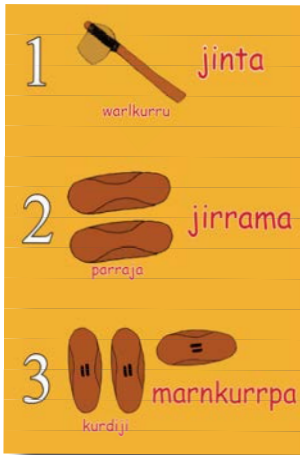 1 jinta
warlkurru
2 jirrama
parraja
3 marnkurrpa
kurdiji